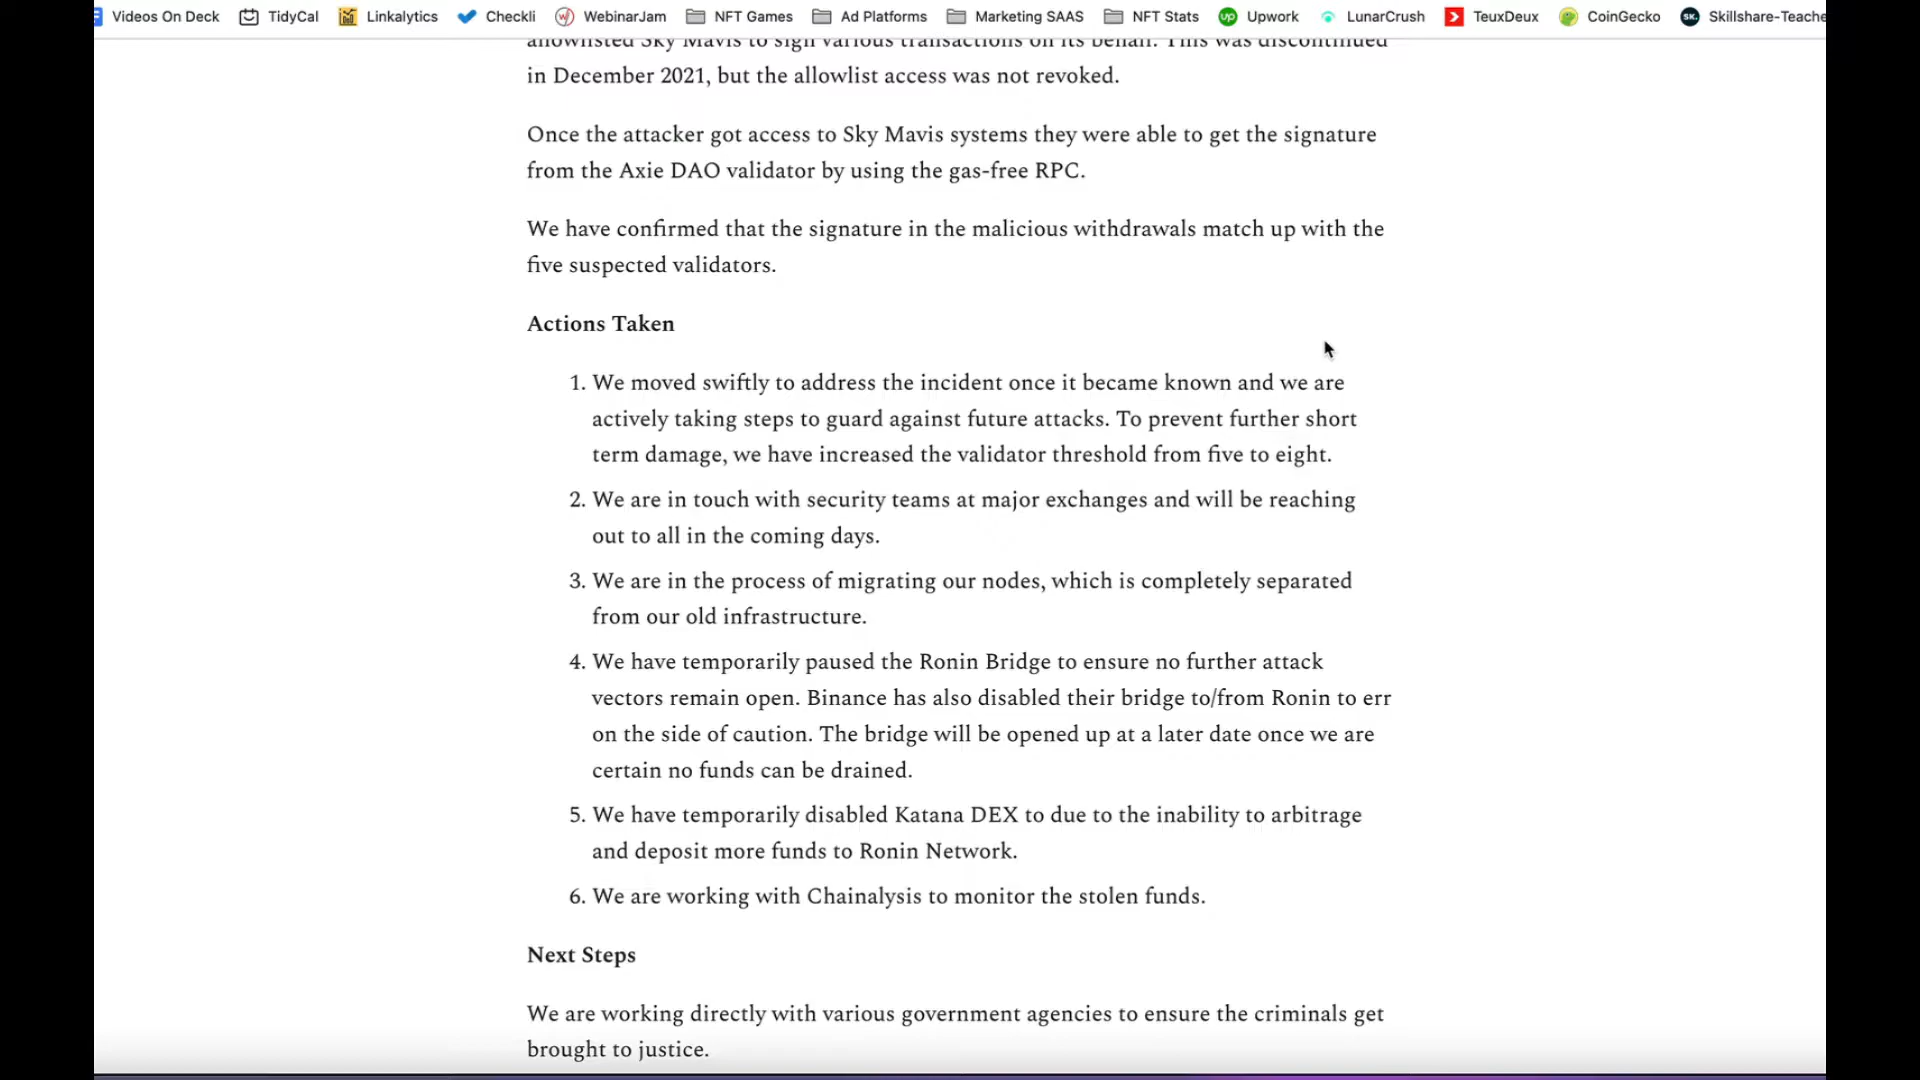 Videos On Deck TidyCal Linkalytics Checkli WebinarJam NFT Games Ad Platforms Marketing SAAS NFT Stats Upwork LunarCrush TeuxDeux CoinGecko Skillshare-Teache
allowlisted Sky Mavis to sign various transactions on its behalf. This was discontinued
in December 2021, but the allowlist access was not revoked.
Once the attacker got access to Sky Mavis systems they were able to get the signature
from the Axie DAO validator by using the gas-free RPC.
We have confirmed that the signature in the malicious withdrawals match up with the
five suspected validators.
Actions Taken
1. We moved swiftly to address the incident once it became known and we are
actively taking steps to guard against future attacks. To prevent further short
term damage, we have increased the validator threshold from five to eight.
2. We are in touch with security teams at major exchanges and will be reaching
out to all in the coming days.
3. We are in the process of migrating our nodes, which is completely separated
from our old infrastructure.
4. We have temporarily paused the Ronin Bridge to ensure no further attack
vectors remain open. Binance has also disabled their bridge to/from Ronin to err
on the side of caution. The bridge will be opened up at a later date once we are
certain no funds can be drained.
5. We have temporarily disabled Katana DEX to due to the inability to arbitrage
and deposit more funds to Ronin Network.
6. We are working with Chainalysis to monitor the stolen funds.
Next Steps
We are working directly with various government agencies to ensure the criminals get
brought to justice.